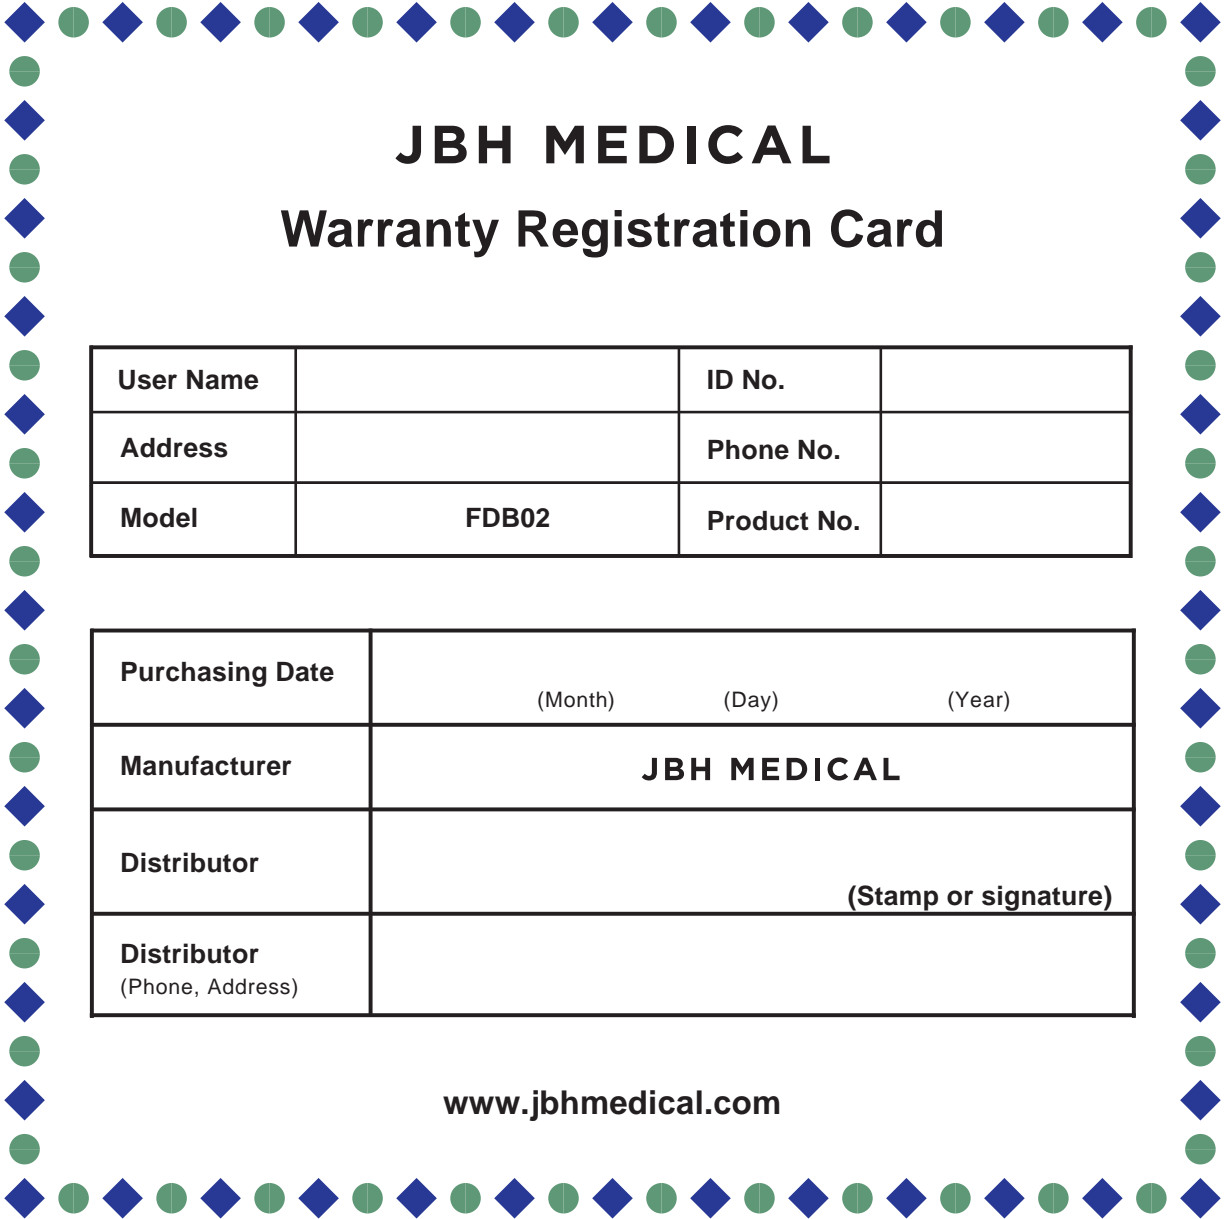 JBH MEDICAL
Warranty Registration Card
User Name ID No.
Address Phone No.
Model FDB02 Product No.
Purchasing Date
(Month) (Day) (Year)
Manufacturer JBH MEDICAL
Distributor
(Stamp or signature)
Distributor
(Phone, Address)
www.jbhmedical.com